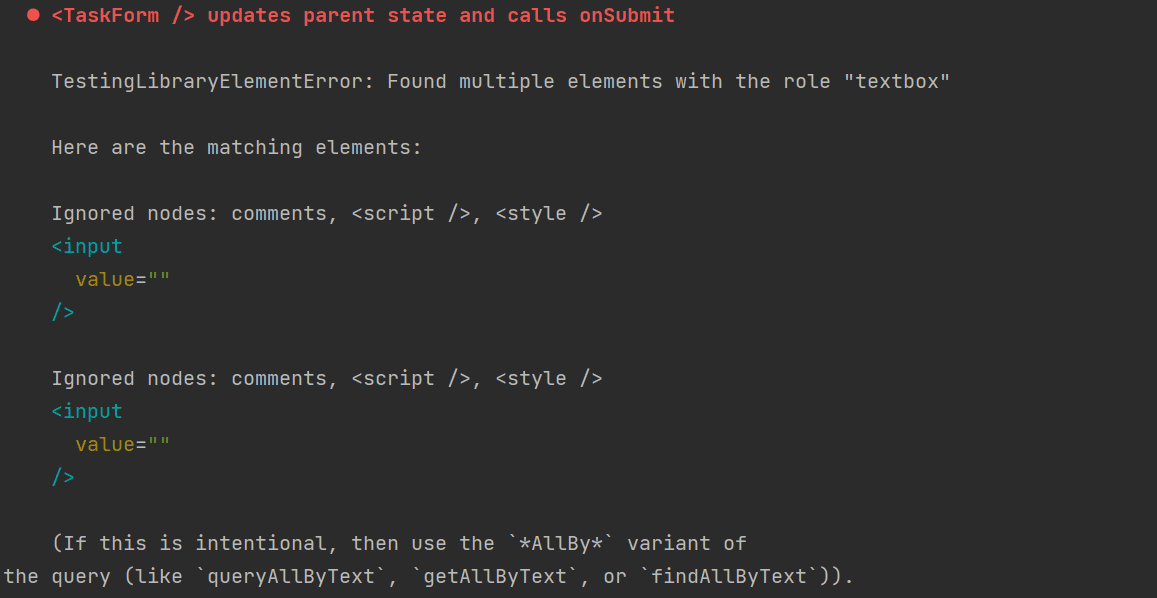 <TaskForm /> updates parent state and calls onSubmit
TestingLibraryElementError: Found multiple elements with the role "textbox"
Here are the matching elements:
Ignored nodes: comments, <script />, <style />
<input
value=""
/>
Ignored nodes: comments, <script />, <style />
<input
value=""
/>
(If this is intentional, then use the `*AllBy*` variant of
the query (like `queryAllByText`, `getAllByText`, or `findAllByText`)).